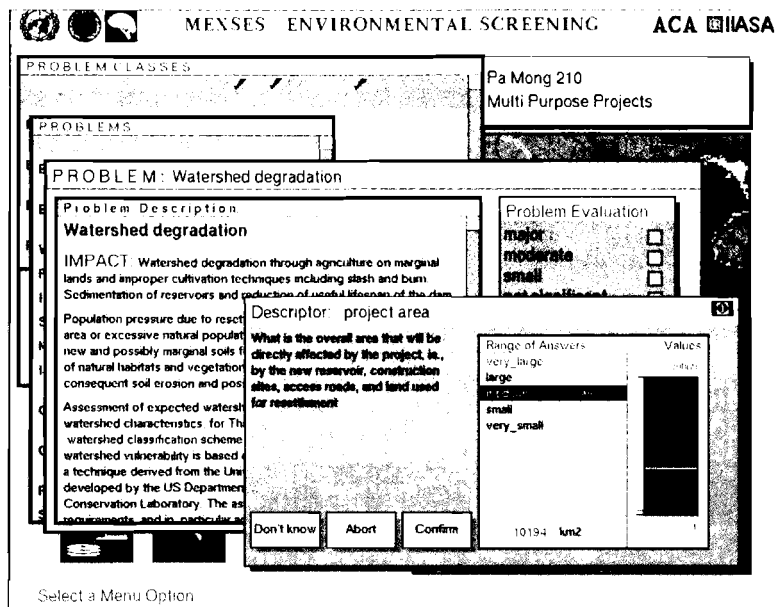 MEXSES ENVIRONMENTAL SCREENING
ACA IIASA
PROBLEM CLASSES
Pa Mong 210
Multi Purpose Projects
PROBLEMS
PROBLEM: Watershed degradation
Problem Description
Watershed degradation
IMPACT: Watershed degradation through agriculture on marginal
lands and improper cultivation techniques including slash and burn.
Sedimentation of reservoirs and reduction of useful lifespan of the dam.
Population pressure due to resett
area or excessive natural populat
new and possibly marginal soils f
of natural habitats and vegetation
consequent soil erosion and pos
Assessment of expected watersh
watershed characteristics. for Th
watershed classification scheme
watershed vulnerability is based
a technique derived from the Uni
developed by the US Departmen
Conservation Laboratory. The as
requirements, and in particular
Problem Evaluation
major
moderate
small
not significant
Descriptor: project area
What is the overall area that will be
directly affected by the project, ie.,
by the new reservoir, construction
sites, access roads, and land used
for resettlement
Range of Answers
very_large
large
small
very_small
Values
1
10194 km2
Don't know
Abort
Confirm
Select a Menu Option